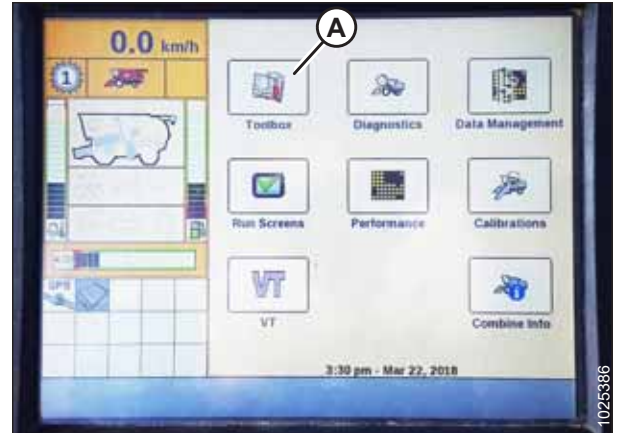 A
0.0 km/h
1
Toolbox
Diagnostics
Data Management
Run Screens
Performance
Calibrations
GPS
VT
VT
Combine Info
3:30 pm - Mar 22, 2018
1025386